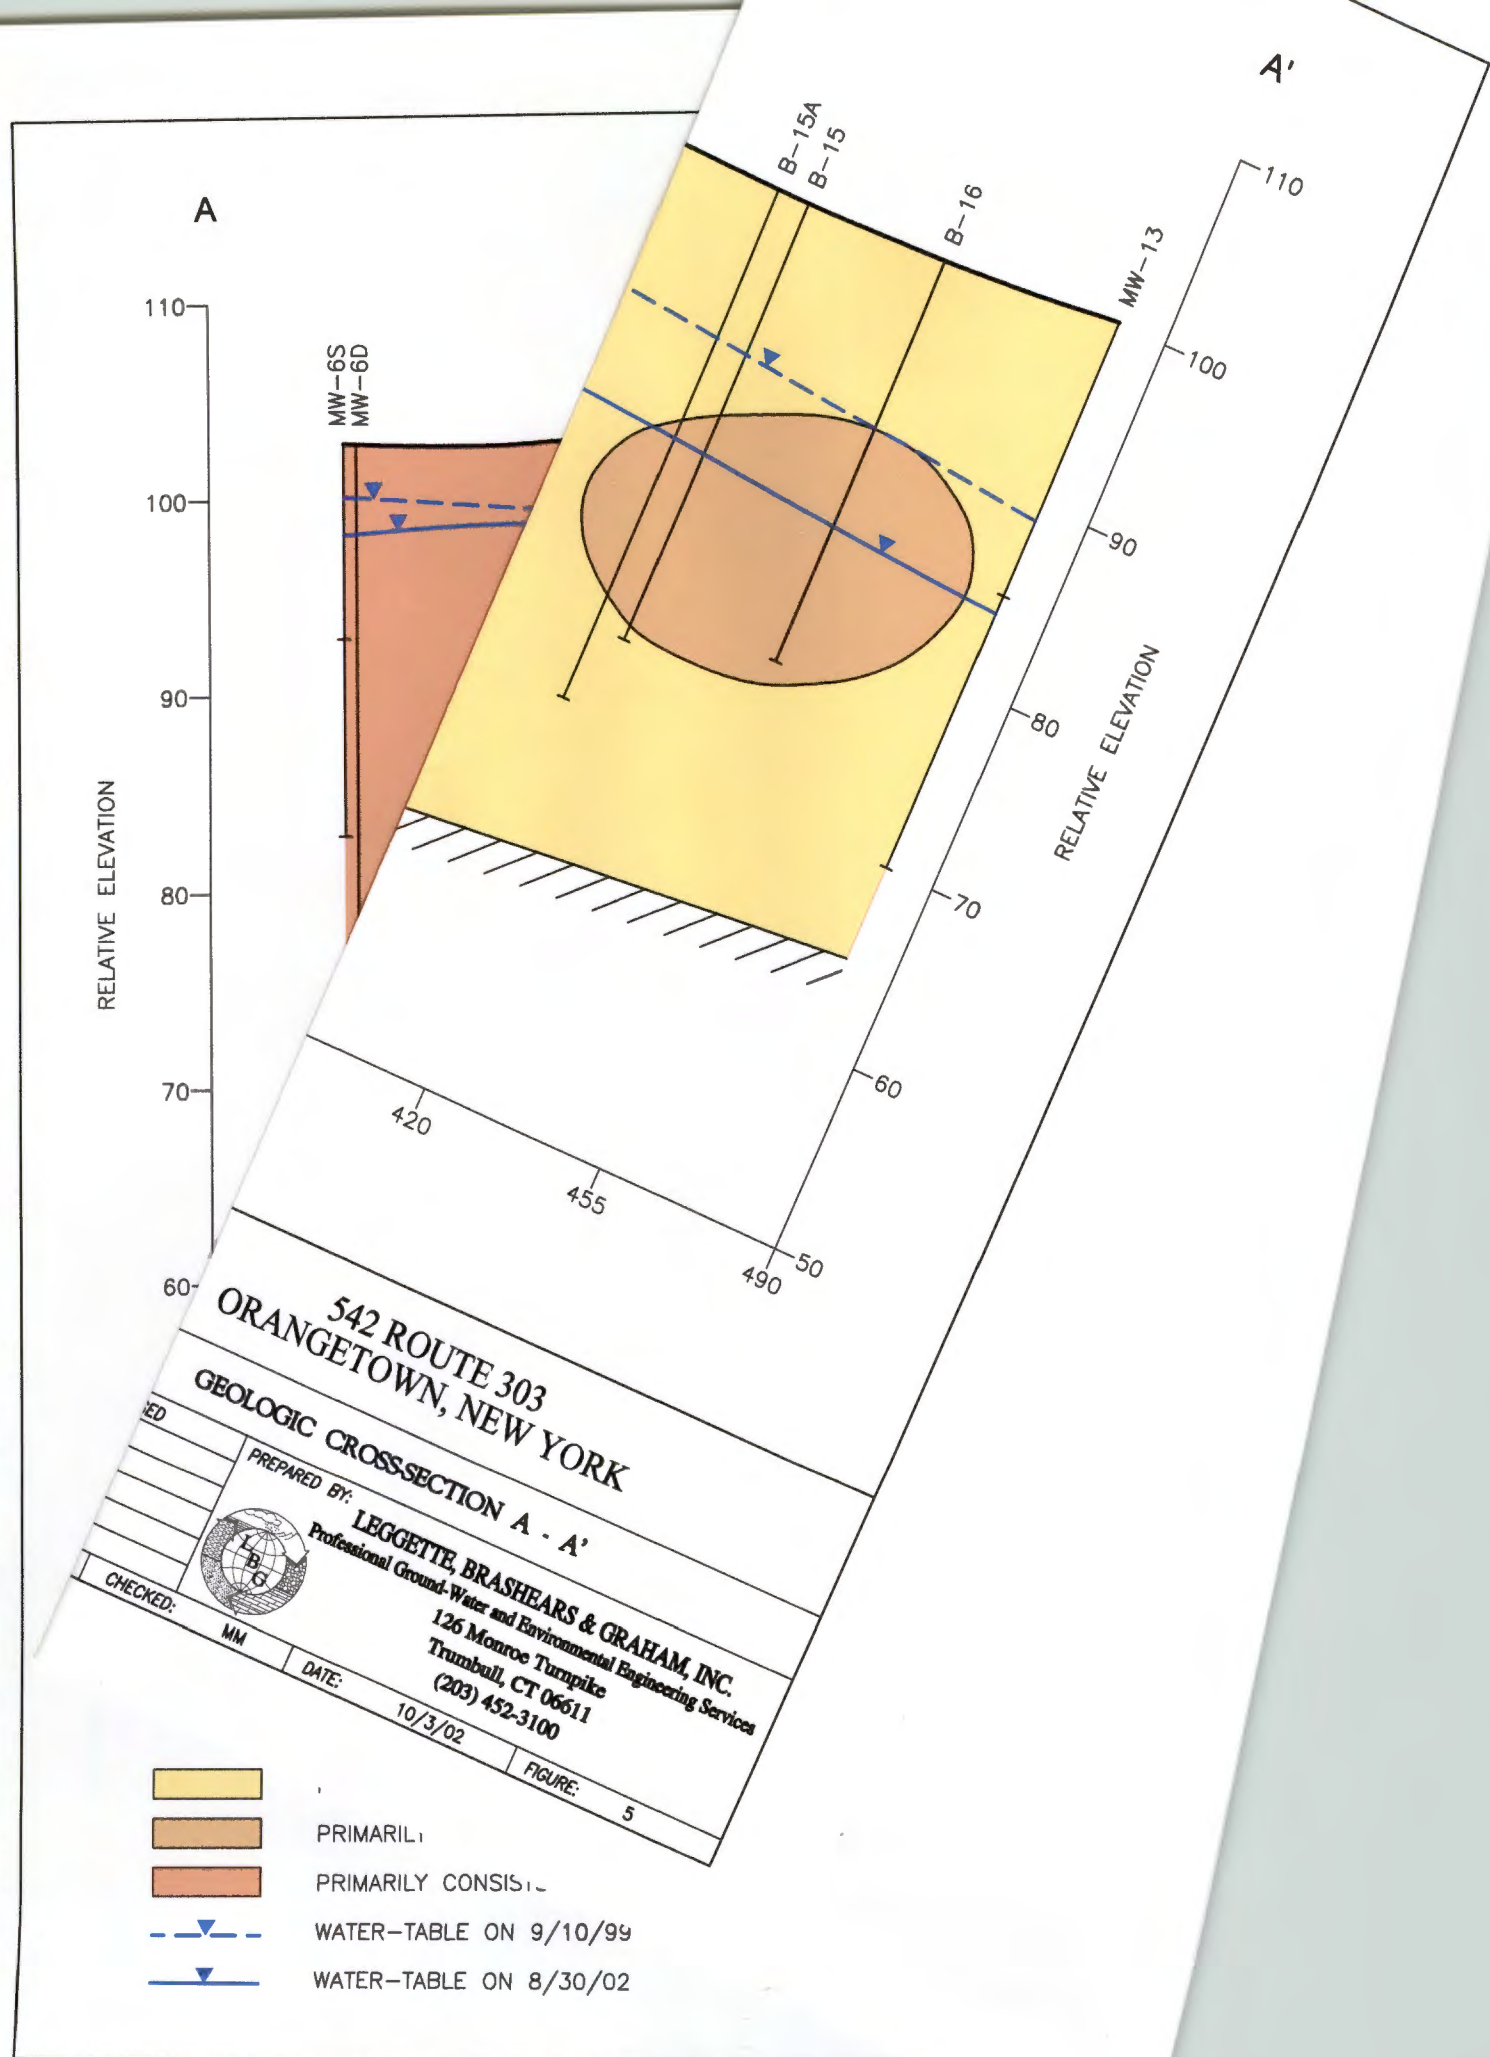 A
A'
B-15A
B-15
B-16
MW-13
110
100
90
80
70
60
50
RELATIVE ELEVATION
MW-6S
MW-6D
110
100
90
80
70
60
RELATIVE ELEVATION
420
455
490
542 ROUTE 303
ORANGETOWN, NEW YORK
GEOLOGIC CROSS-SECTION A - A'
PREPARED BY:
LEGGETTE, BRASHEARS & GRAHAM, INC.
Professional Ground-Water and Environmental Engineering Services
126 Monroe Turnpike
Trumbull, CT 06611
(203) 452-3100
LBG
CHECKED: MM
DATE: 10/3/02
FIGURE: 5
WATER-TABLE ON 9/10/99
WATER-TABLE ON 8/30/02
PRIMARILY